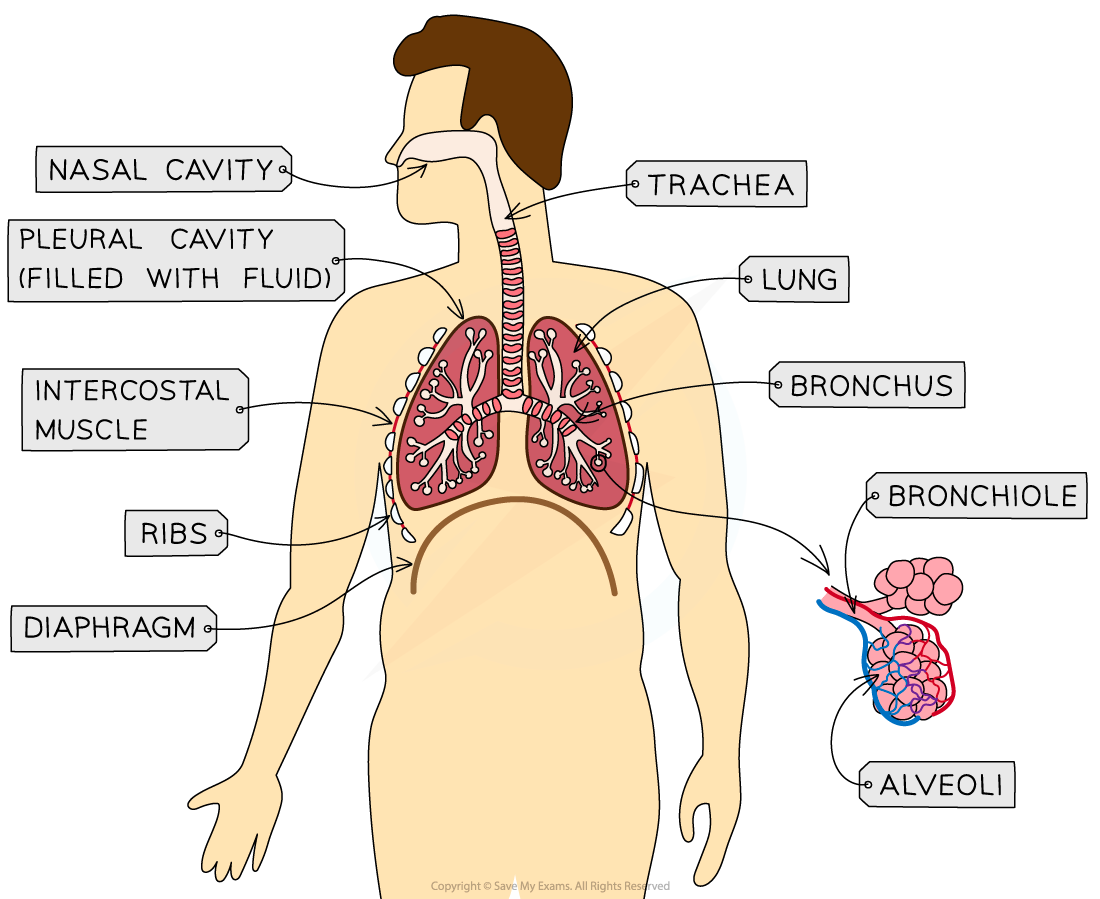 NASAL CAVITY
TRACHEA
PLEURAL CAVITY
(FILLED WITH FLUID)
LUNG
INTERCOSTAL
MUSCLE
BRONCHUS
BRONCHIOLE
RIBS
DIAPHRAGM
ALVEOLI
Copyright © Save My Exams. All Rights Reserved